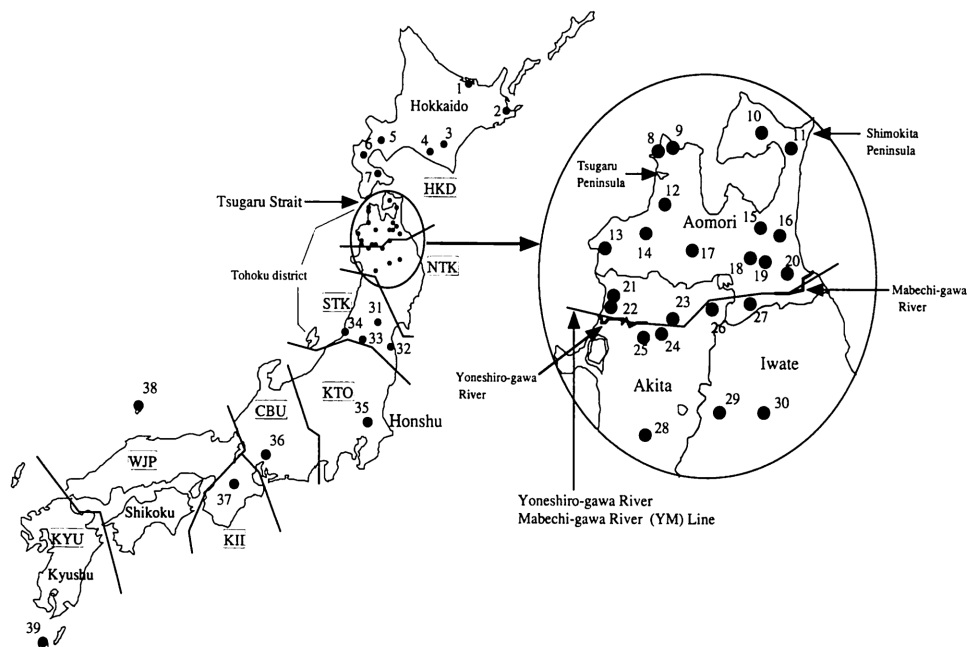 1
2
Hokkaido
3
4
5
6
7
HKD
Tsugaru Strait
Tohoku district
NTK
STK
31
34
33
32
38
CBU
KTO
35
Honshu
36
WJP
37
Shikoku
KYU
KII
Kyushu
39
10
11
Shimokita
Peninsula
8
9
Tsugaru
Peninsula
12
Aomori
15
16
13
14
17
18
19
20
Mabechi-gawa
River
21
22
23
26
27
25
24
Yoneshiro-gawa
River
Iwate
Akita
29
30
28
Yoneshiro-gawa River
Mabechi-gawa River (YM) Line